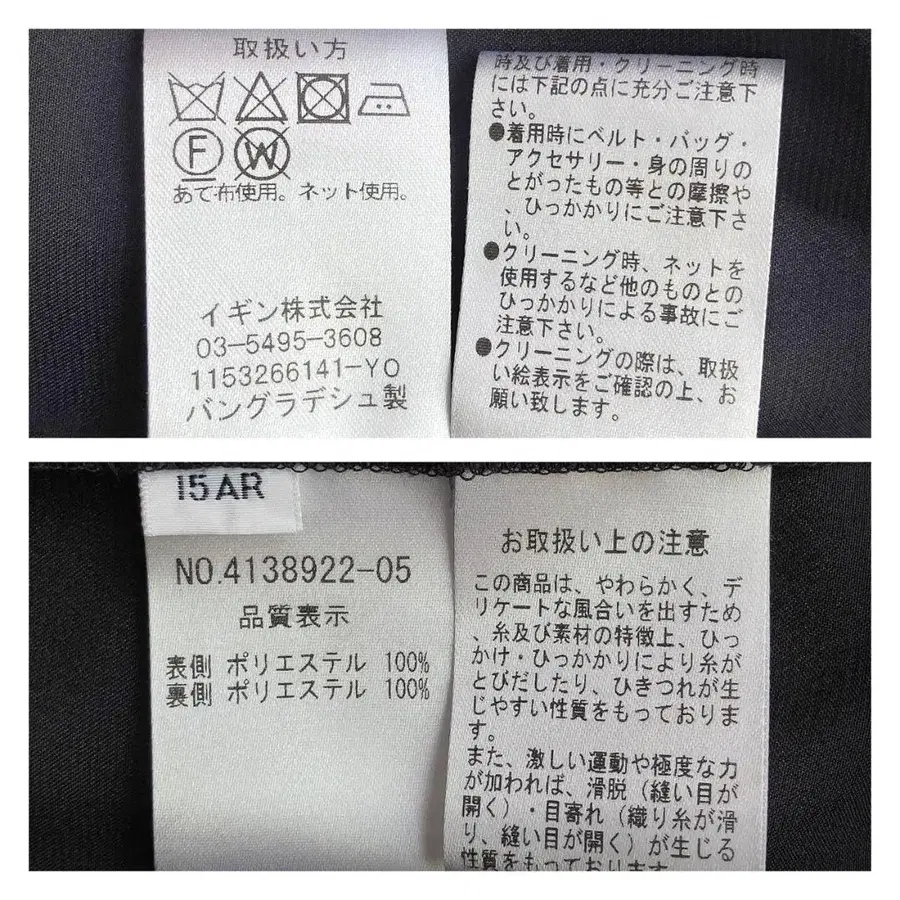 取扱い方
F W
あて布使用。ネット使用。
イギン株式会社
03-5495-3608
1153266141-YO
バングラデシュ製
時及び着用・クリーニング時
には下記の点に充分ご注意下
さい。
●着用時にベルト・バッグ・
アクセサリー・身の周りの
とがったもの等との摩擦や
、ひっかかりにご注意下さ
い。
●クリーニング時、ネットを
使用するなど他のものとの
ひっかかりによる事故にご
注意下さい。
●クリーニングの際は、取扱
い絵表示をご確認の上、お
願い致します。
15AR
NO.4138922-05
品質表示
表側 ポリエステル 100%
裏側 ポリエステル 100%
お取扱い上の注意
この商品は、やわらかく、デ
リケートな風合いを出すため
、糸及び素材の特徴上、ひっ
かけ・ひっかかりにより糸が
とびだしたり、ひきつれが生
じやすい性質をもっておりま
す。
また、激しい運動や極度な力
が加われば、滑脱（縫い目が
開く）・目寄れ（織り糸が滑
り、縫い目が開く）が生じる
性質をもっております。